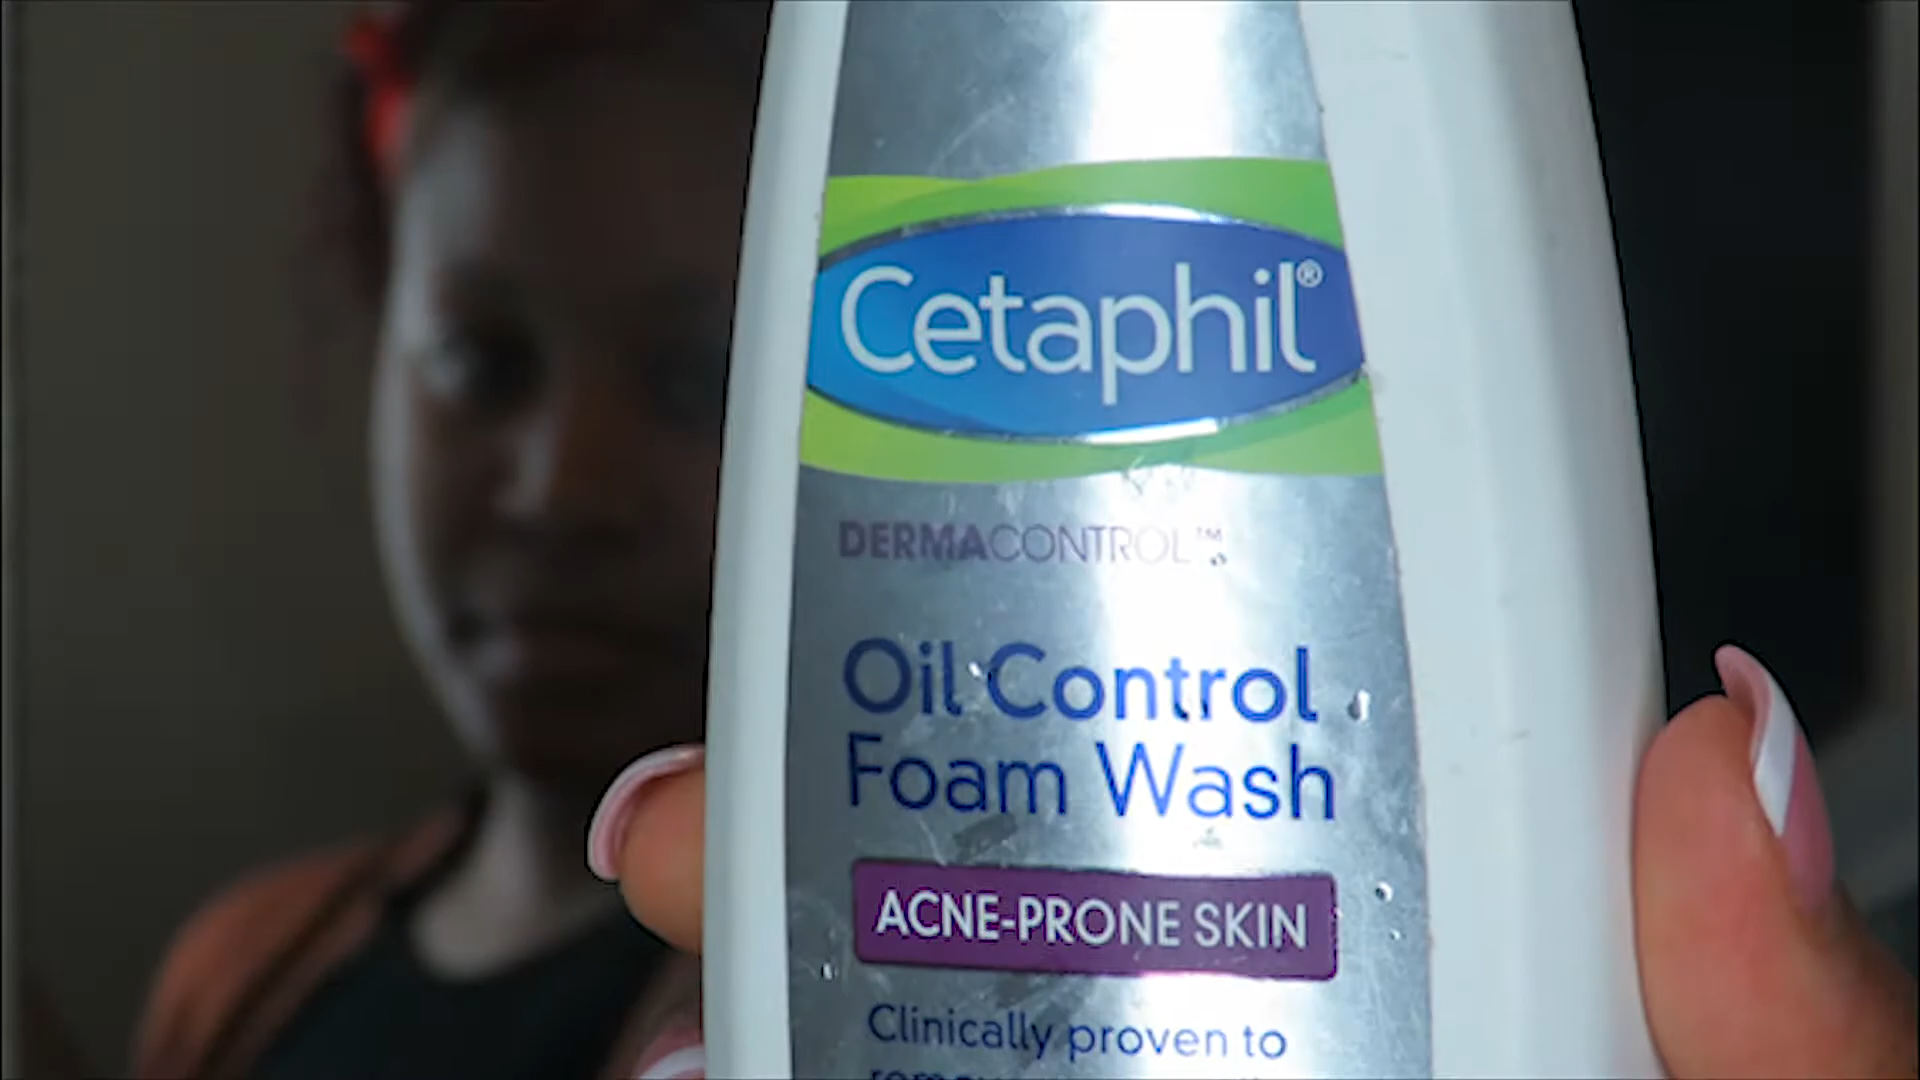 Cetaphil®
DERMACONTROL™
Oil Control
Foam Wash
ACNE-PRONE SKIN
Clinically proven to